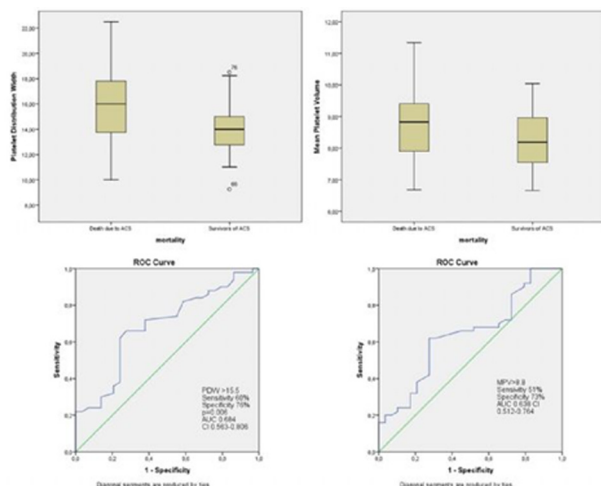 22,00
20,00
18,00
16,00
14,00
12,00
10,00
8,00
Platelet Distribution Width
76
Death due to ACS
Survivors of ACS
mortality
12,00
11,00
10,00
9,00
8,00
7,00
6,00
Mean Platelet Volume
Death due to ACS
Survivors of ACS
mortality
ROC Curve
1,0
0,8
0,6
0,4
0,2
0,0
Sensitivity
PDW >15.5
Sensitivity 66%
Specificity 76%
p=0.006
AUC 0.684
CI 0.563-0.806
0,0 0,2 0,4 0,6 0,8 1,0
1 - Specificity
Diagonal segments are produced by ties.
ROC Curve
1,0
0,8
0,6
0,4
0,2
0,0
Sensitivity
MPV>8.8
Sensivity 51%
Specificity 73%
AUC 0.638 CI
0.512-0.764
0,0 0,2 0,4 0,6 0,8 1,0
1 - Specificity
Diagonal segments are produced by ties.